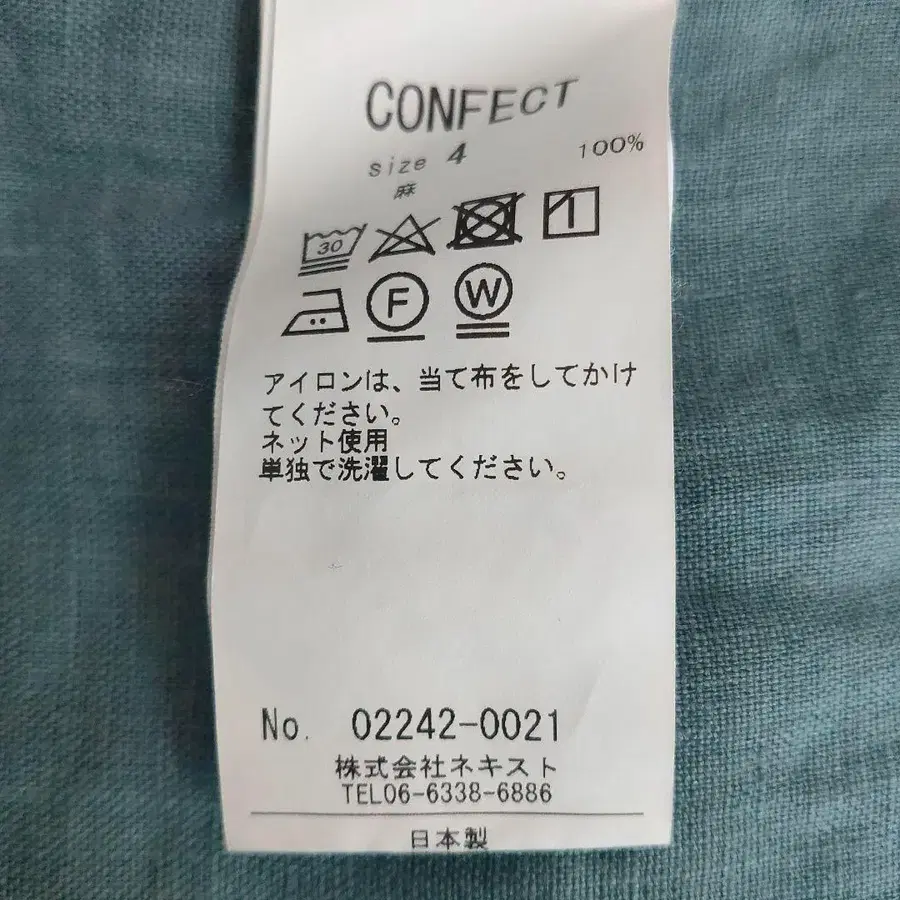 CONFECT
size 4
麻 100%
30
F W
アイロンは、当て布をしてかけ
てください。
ネット使用
単独で洗濯してください。
No. 02242-0021
株式会社ネキスト
TEL06-6338-6886
日本製